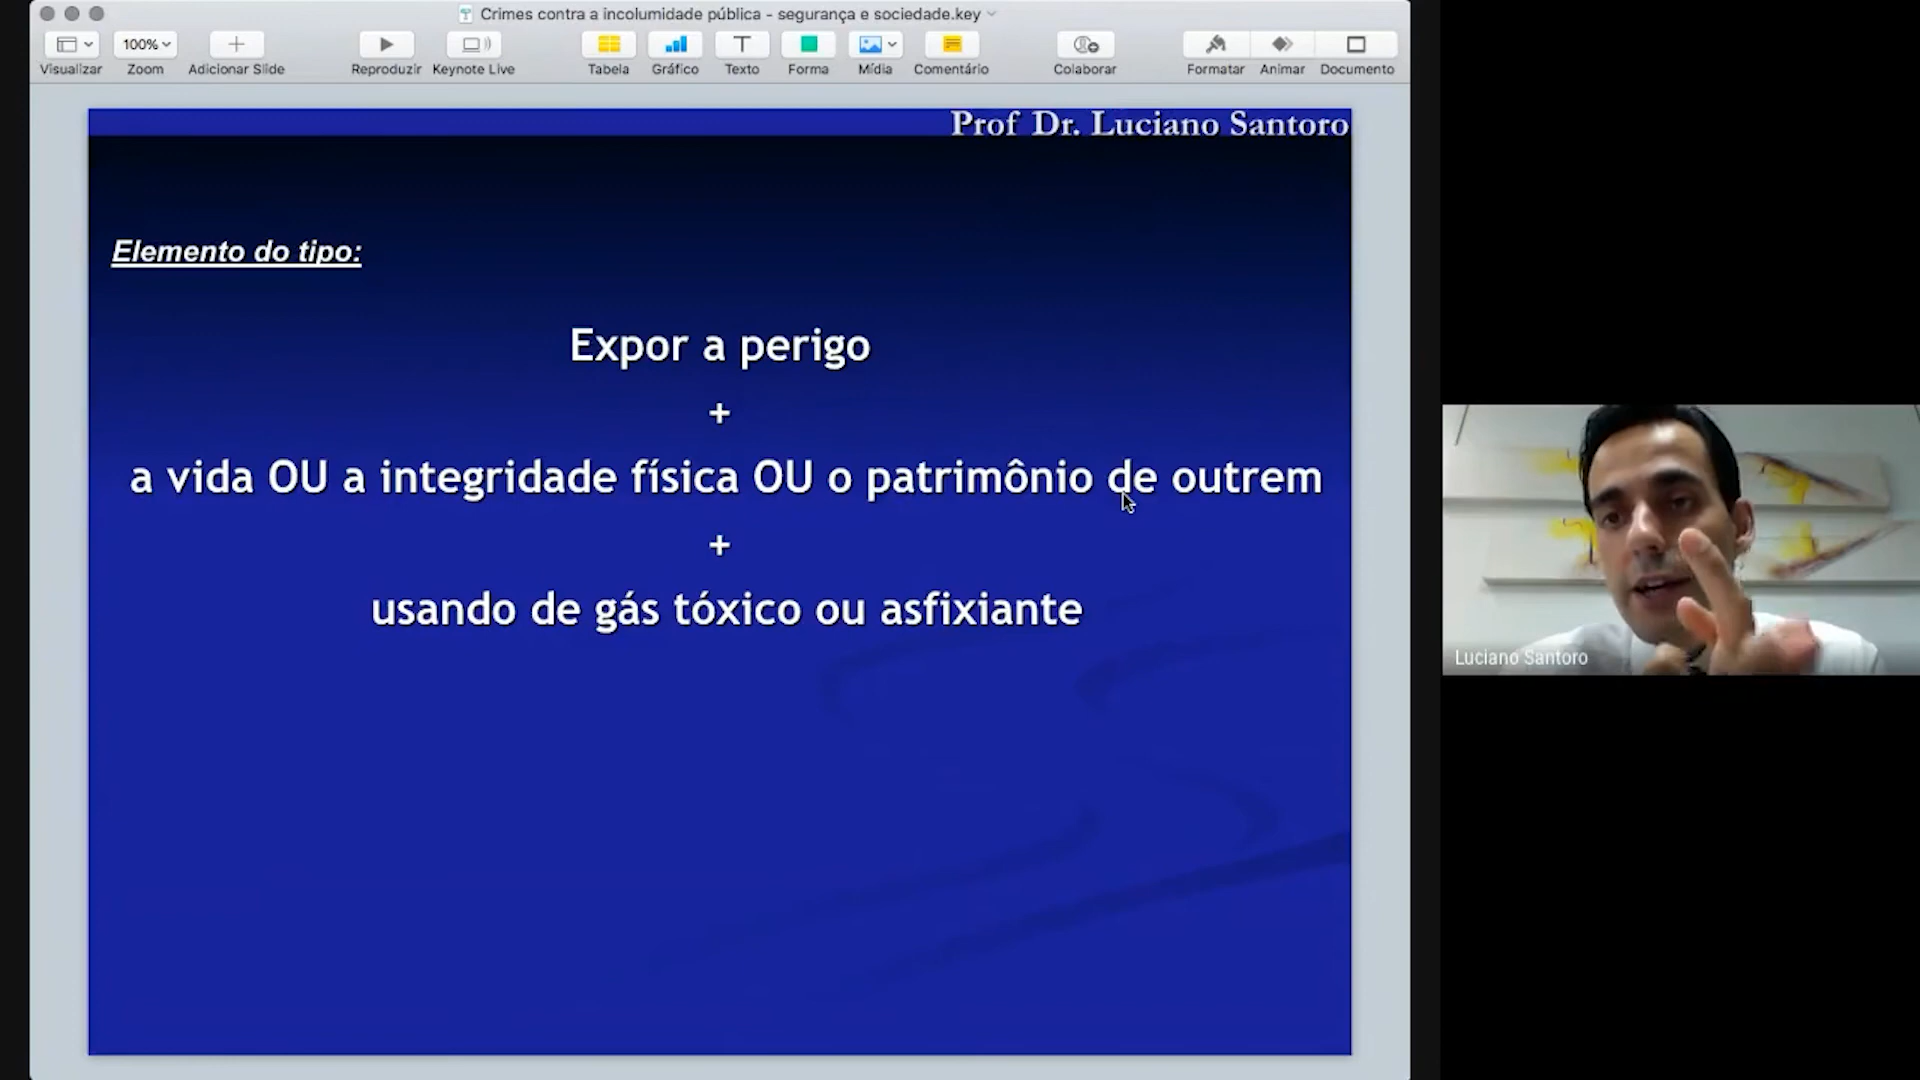 Crimes contra a incolumidade pública - segurança e sociedade.key
100%
Visualizar Zoom Adicionar Slide Reproduzir Keynote Live Tabela Gráfico Texto Forma Mídia Comentário Colaborar Formatar Animar Documento
Prof Dr. Luciano Santoro
Elemento do tipo:
Expor a perigo
+
a vida OU a integridade física OU o patrimônio de outrem
+
usando de gás tóxico ou asfixiante
Luciano Santoro